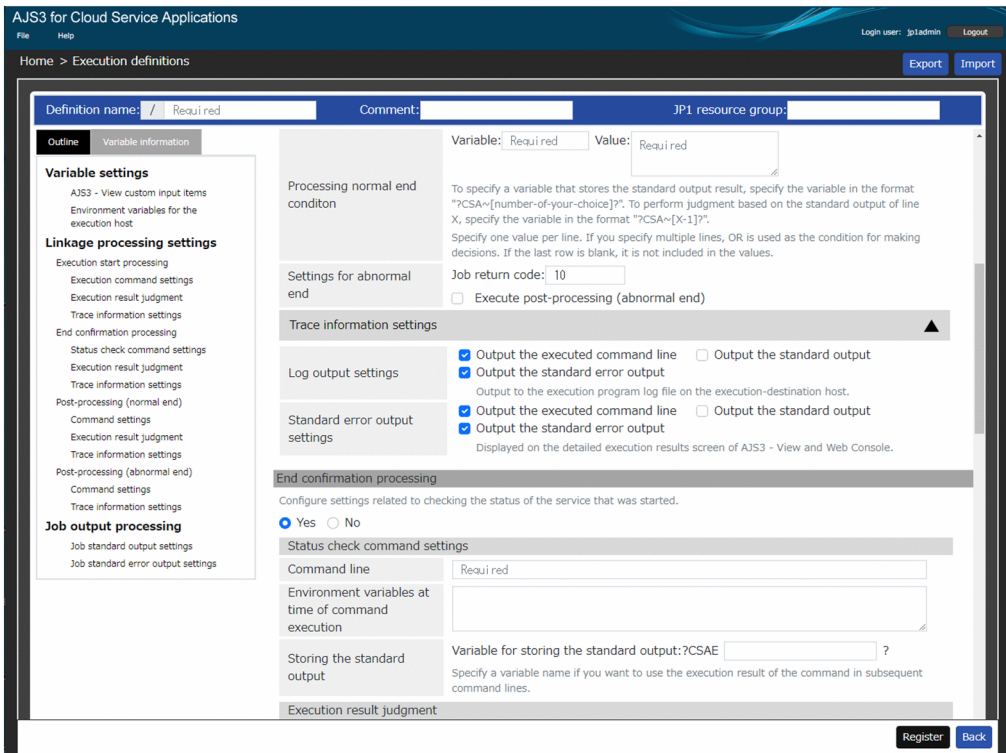 AJS3 for Cloud Service Applications
File Help
Login user: jp1admin Logout
Home > Execution definitions
Export Import
Definition name: / Required Comment: JP1 resource group:
Outline Variable information
Variable settings
AJS3 - View custom input items
Environment variables for the
execution host
Linkage processing settings
Execution start processing
Execution command settings
Execution result judgment
Trace information settings
End confirmation processing
Status check command settings
Execution result judgment
Trace information settings
Post-processing (normal end)
Command settings
Execution result judgment
Trace information settings
Post-processing (abnormal end)
Command settings
Trace information settings
Job output processing
Job standard output settings
Job standard error output settings
Processing normal end
conditon
Variable: Required Value: Required
To specify a variable that stores the standard output result, specify the variable in the format
"?CSA~[number-of-your-choice]?". To perform judgment based on the standard output of line
X, specify the variable in the format "?CSA~[X-1]?".
Specify one value per line. If you specify multiple lines, OR is used as the condition for making
decisions. If the last row is blank, it is not included in the values.
Settings for abnormal
end
Job return code: 10
Execute post-processing (abnormal end)
Trace information settings
Log output settings
Output the executed command line Output the standard output
Output the standard error output
Output to the execution program log file on the execution-destination host.
Standard error output
settings
Output the executed command line Output the standard output
Output the standard error output
Displayed on the detailed execution results screen of AJS3 - View and Web Console.
End confirmation processing
Configure settings related to checking the status of the service that was started.
Yes No
Status check command settings
Command line Required
Environment variables at
time of command
execution
Storing the standard
output
Variable for storing the standard output:?CSAE ?
Specify a variable name if you want to use the execution result of the command in subsequent
command lines.
Execution result judgment
Register Back